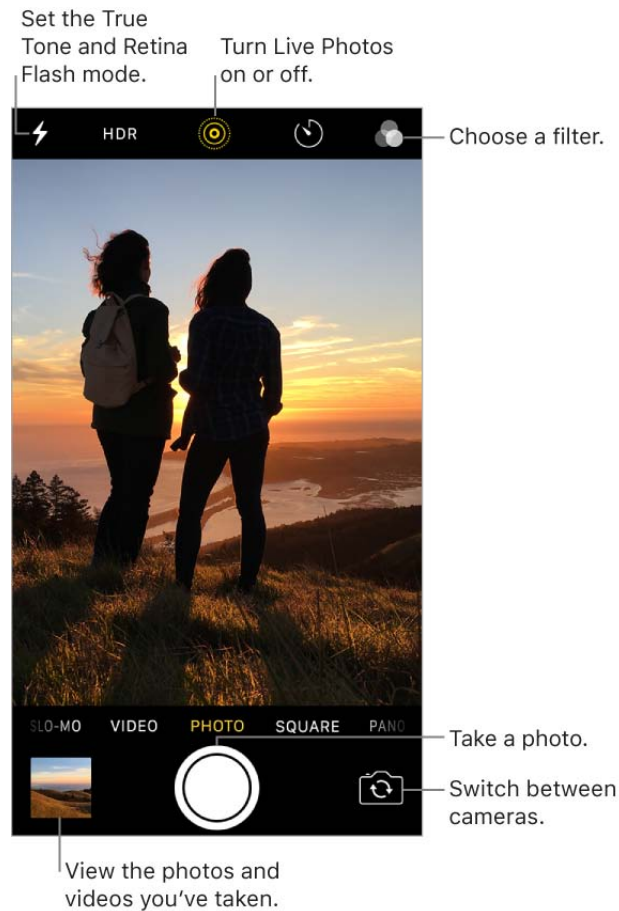 Set the True
Tone and Retina
Flash mode.
Turn Live Photos
on or off.
HDR
Choose a filter.
SLO-MO VIDEO PHOTO SQUARE PANO
Take a photo.
Switch between
cameras.
View the photos and
videos you’ve taken.